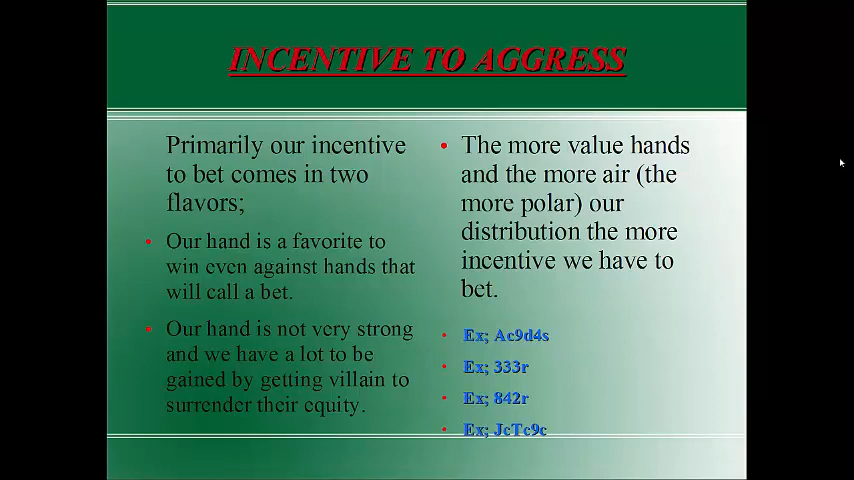 INCENTIVE TO AGGRESS
Primarily our incentive
to bet comes in two
flavors;
Our hand is a favorite to
win even against hands that
will call a bet.
Our hand is not very strong
and we have a lot to be
gained by getting villain to
surrender their equity.
The more value hands
and the more air (the
more polar) our
distribution the more
incentive we have to
bet.
Ex; Ac9d4s
Ex; 333r
Ex; 842r
Ex; JcTc9c